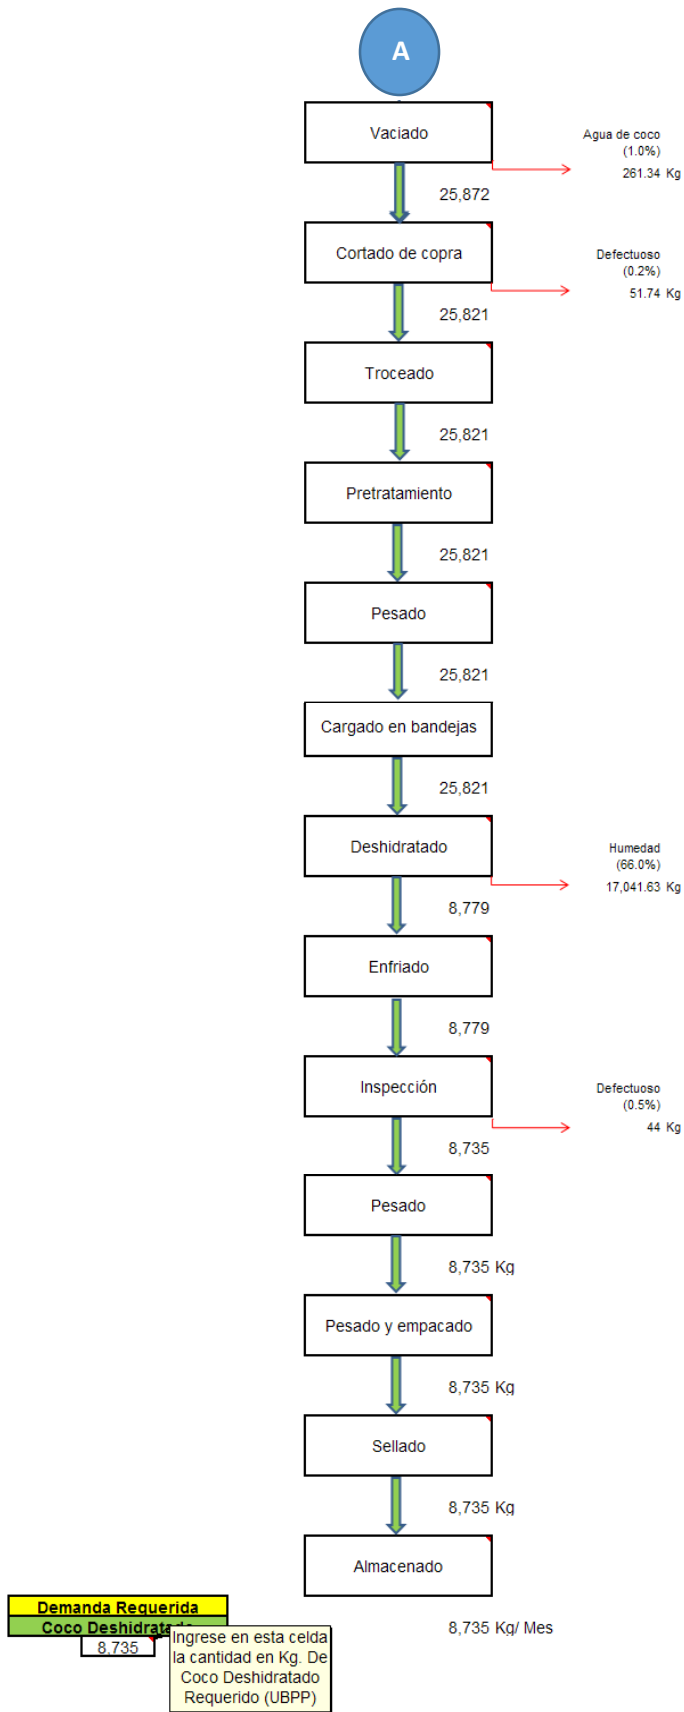 A
Vaciado
Agua de coco
(1.0%)
261.34 Kg
25,872
Cortado de copra
Defectuoso
(0.2%)
51.74 Kg
25,821
Troceado
25,821
Pretratamiento
25,821
Pesado
25,821
Cargado en bandejas
25,821
Deshidratado
Humedad
(66.0%)
17,041.63 Kg
8,779
Enfriado
8,779
Inspección
Defectuoso
(0.5%)
44 Kg
8,735
Pesado
8,735 Kg
Pesado y empacado
8,735 Kg
Sellado
8,735 Kg
Almacenado
8,735 Kg/ Mes
Demanda Requerida
Coco Deshidratado
8,735
Ingrese en esta celda
la cantidad en Kg. De
Coco Deshidratado
Requerido (UBPP)